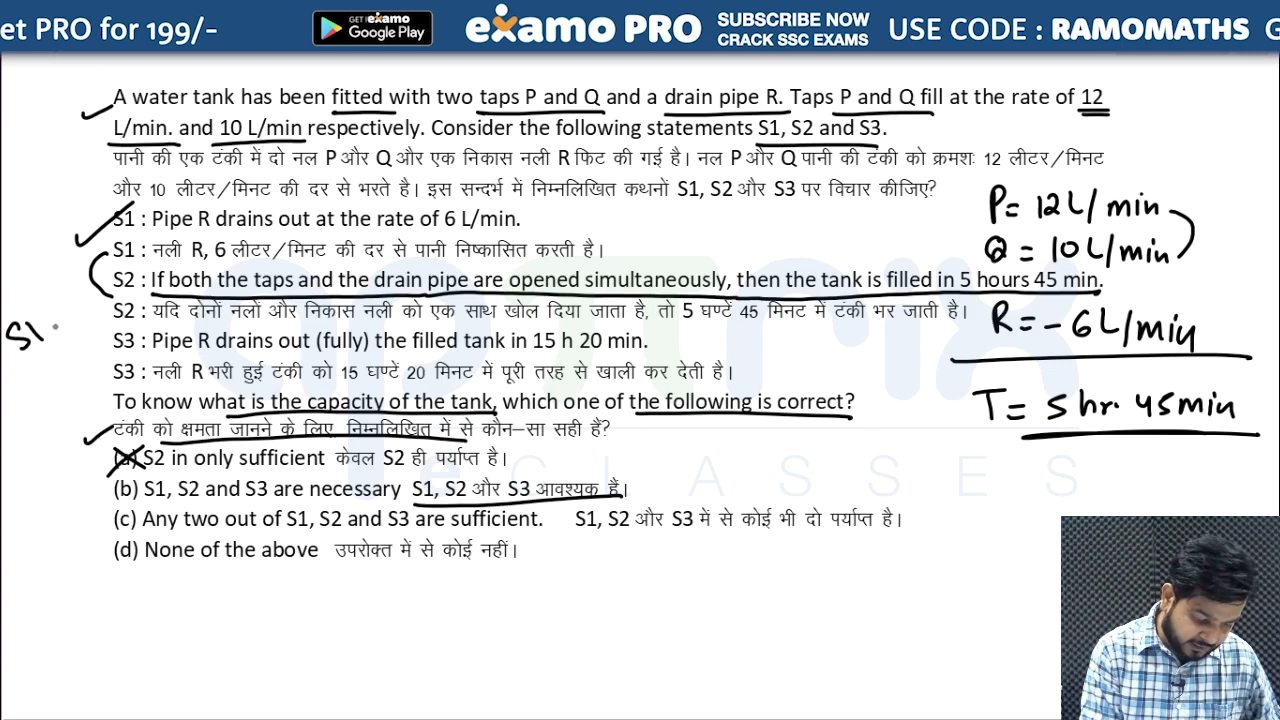 et PRO for 199/-
GET IT ON examo
Google Play
examo PRO
SUBSCRIBE NOW
CRACK SSC EXAMS
USE CODE : RAMOMATHS G
A water tank has been fitted with two taps P and Q and a drain pipe R. Taps P and Q fill at the rate of 12
L/min. and 10 L/min respectively. Consider the following statements S1, S2 and S3.
पानी की एक टंकी में दो नल P और Q और एक निकास नली R फिट की गई है। नल P और Q पानी की टंकी को क्रमशः 12 लीटर/मिनट
और 10 लीटर/मिनट की दर से भरते है। इस सन्दर्भ में निम्नलिखित कथनों S1, S2 और S3 पर विचार कीजिए?
S1 : Pipe R drains out at the rate of 6 L/min.
S1 : नली R, 6 लीटर/मिनट की दर से पानी निष्कासित करती है।
S2 : If both the taps and the drain pipe are opened simultaneously, then the tank is filled in 5 hours 45 min.
S2 : यदि दोनों नलों और निकास नली को एक साथ खोल दिया जाता है, तो 5 घण्टें 45 मिनट में टंकी भर जाती है।
S3 : Pipe R drains out (fully) the filled tank in 15 h 20 min.
S3 : नली R भरी हुई टंकी को 15 घण्टें 20 मिनट में पूरी तरह से खाली कर देती है।
To know what is the capacity of the tank, which one of the following is correct?
टंकी को क्षमता जानने के लिए निम्नलिखित में से कौन-सा सही हैं?
(a) S2 in only sufficient केवल S2 ही पर्याप्त है।
(b) S1, S2 and S3 are necessary S1, S2 और S3 आवश्यक हैं।
(c) Any two out of S1, S2 and S3 are sufficient. S1, S2 और S3 में से कोई भी दो पर्याप्त है।
(d) None of the above उपरोक्त में से कोई नहीं।
P= 12L/min
Q = 10L/min
R= -6L/min
T= 5hr. 45min
S1
CLASSES